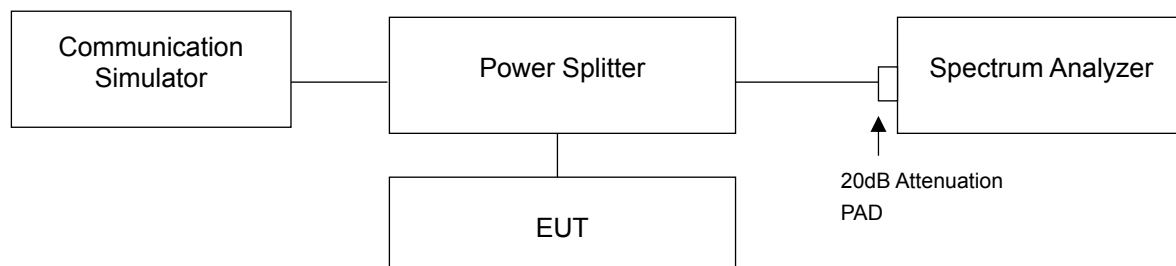 Communication
Simulator
Power Splitter
Spectrum Analyzer
20dB Attenuation
PAD
EUT